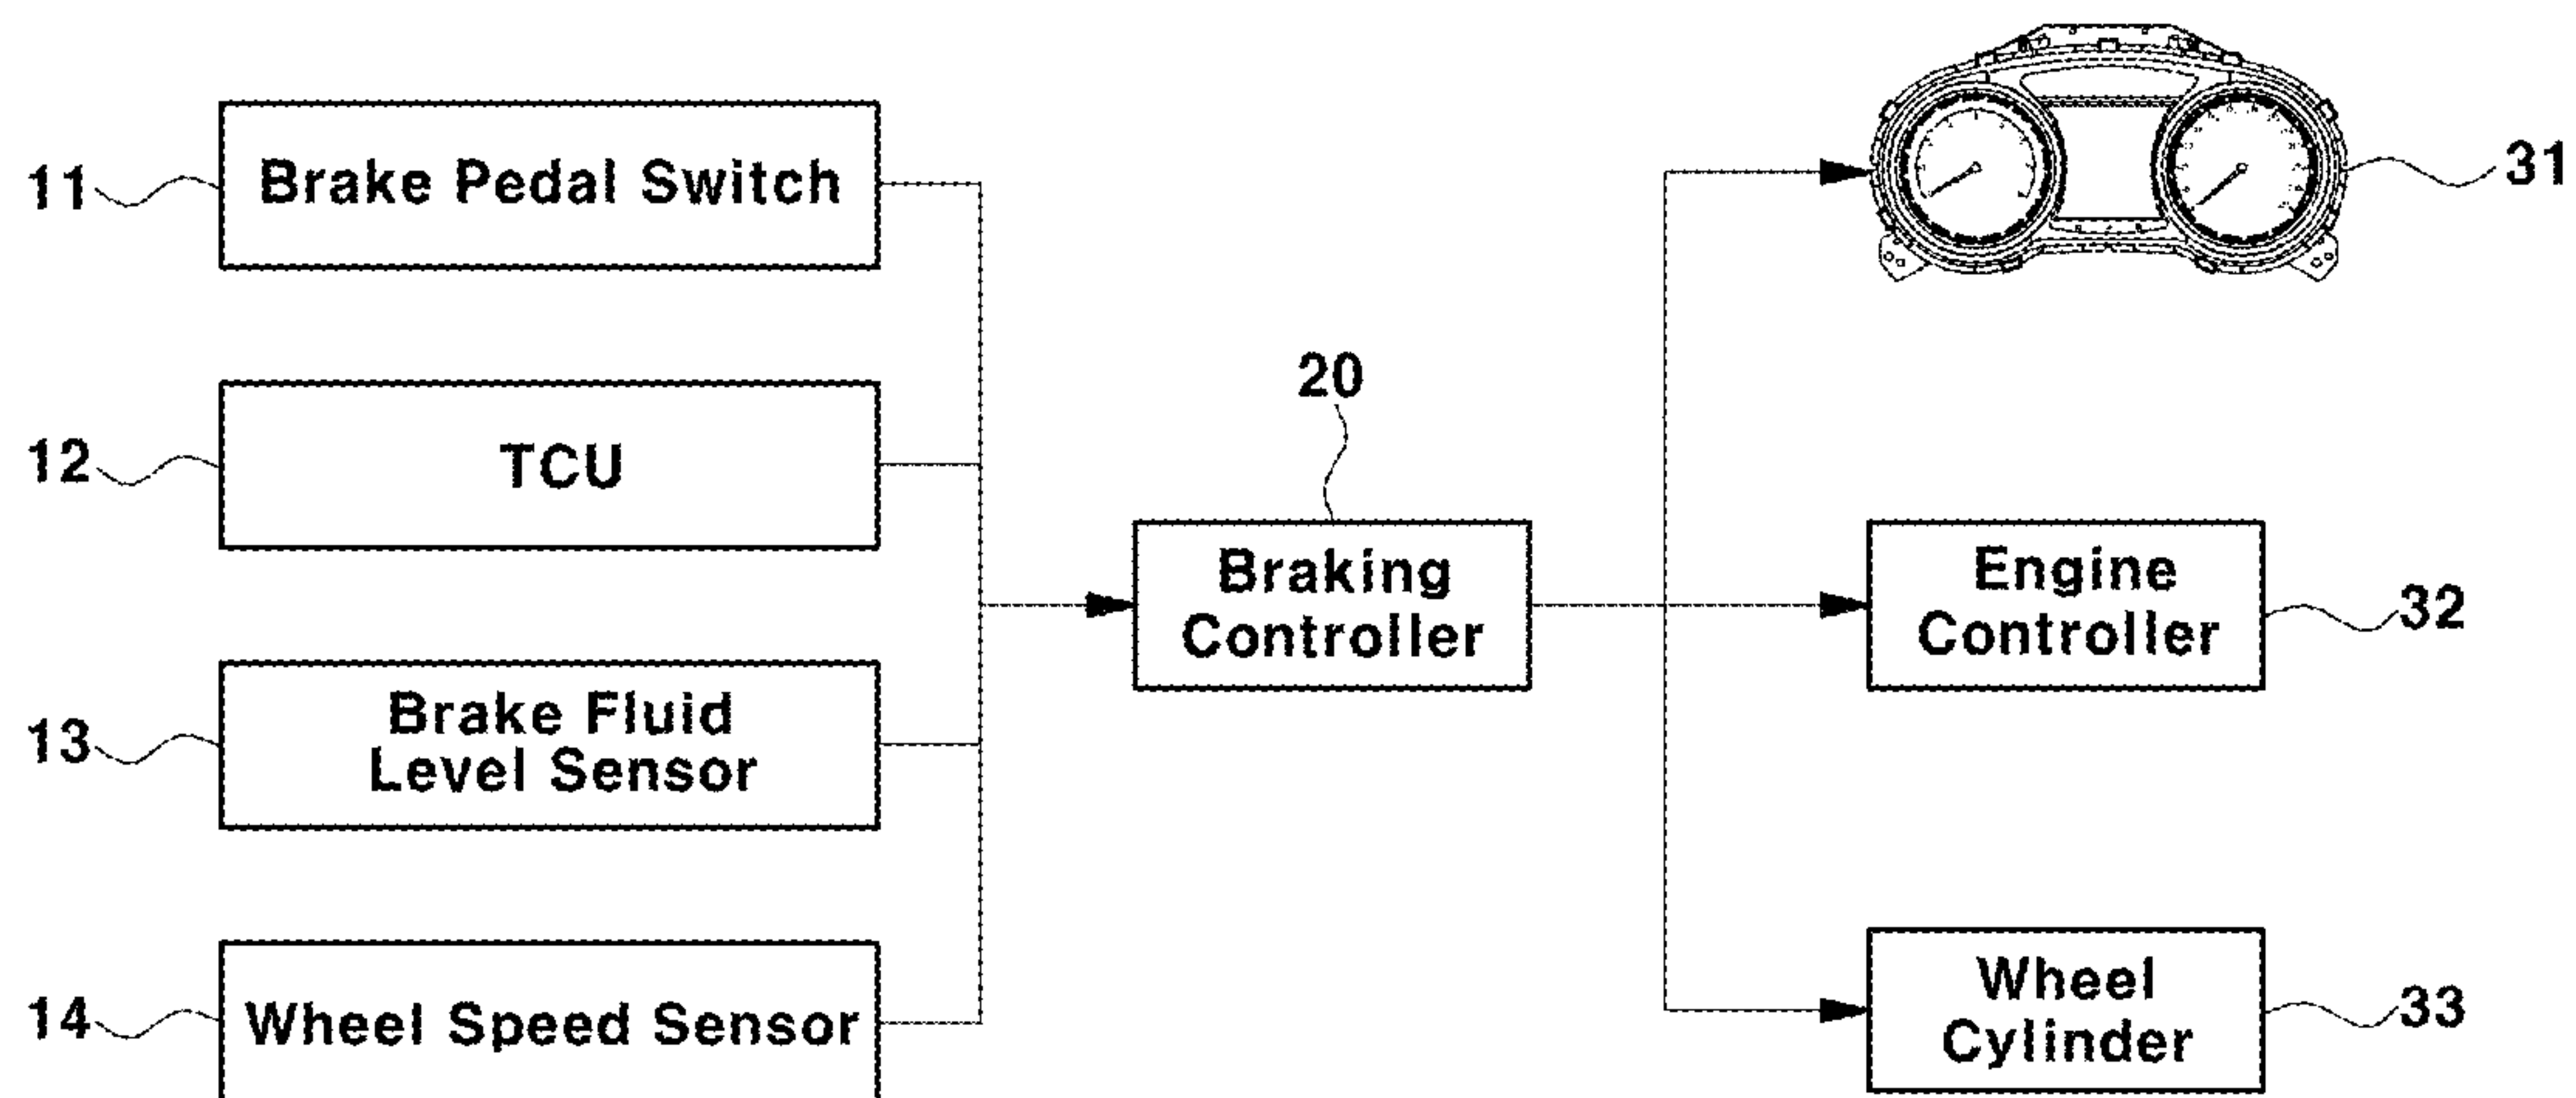 11
Brake Pedal Switch
31
12
TCU
20
Braking
Controller
Engine
Controller
32
13
Brake Fluid
Level Sensor
14
Wheel Speed Sensor
Wheel
Cylinder
33